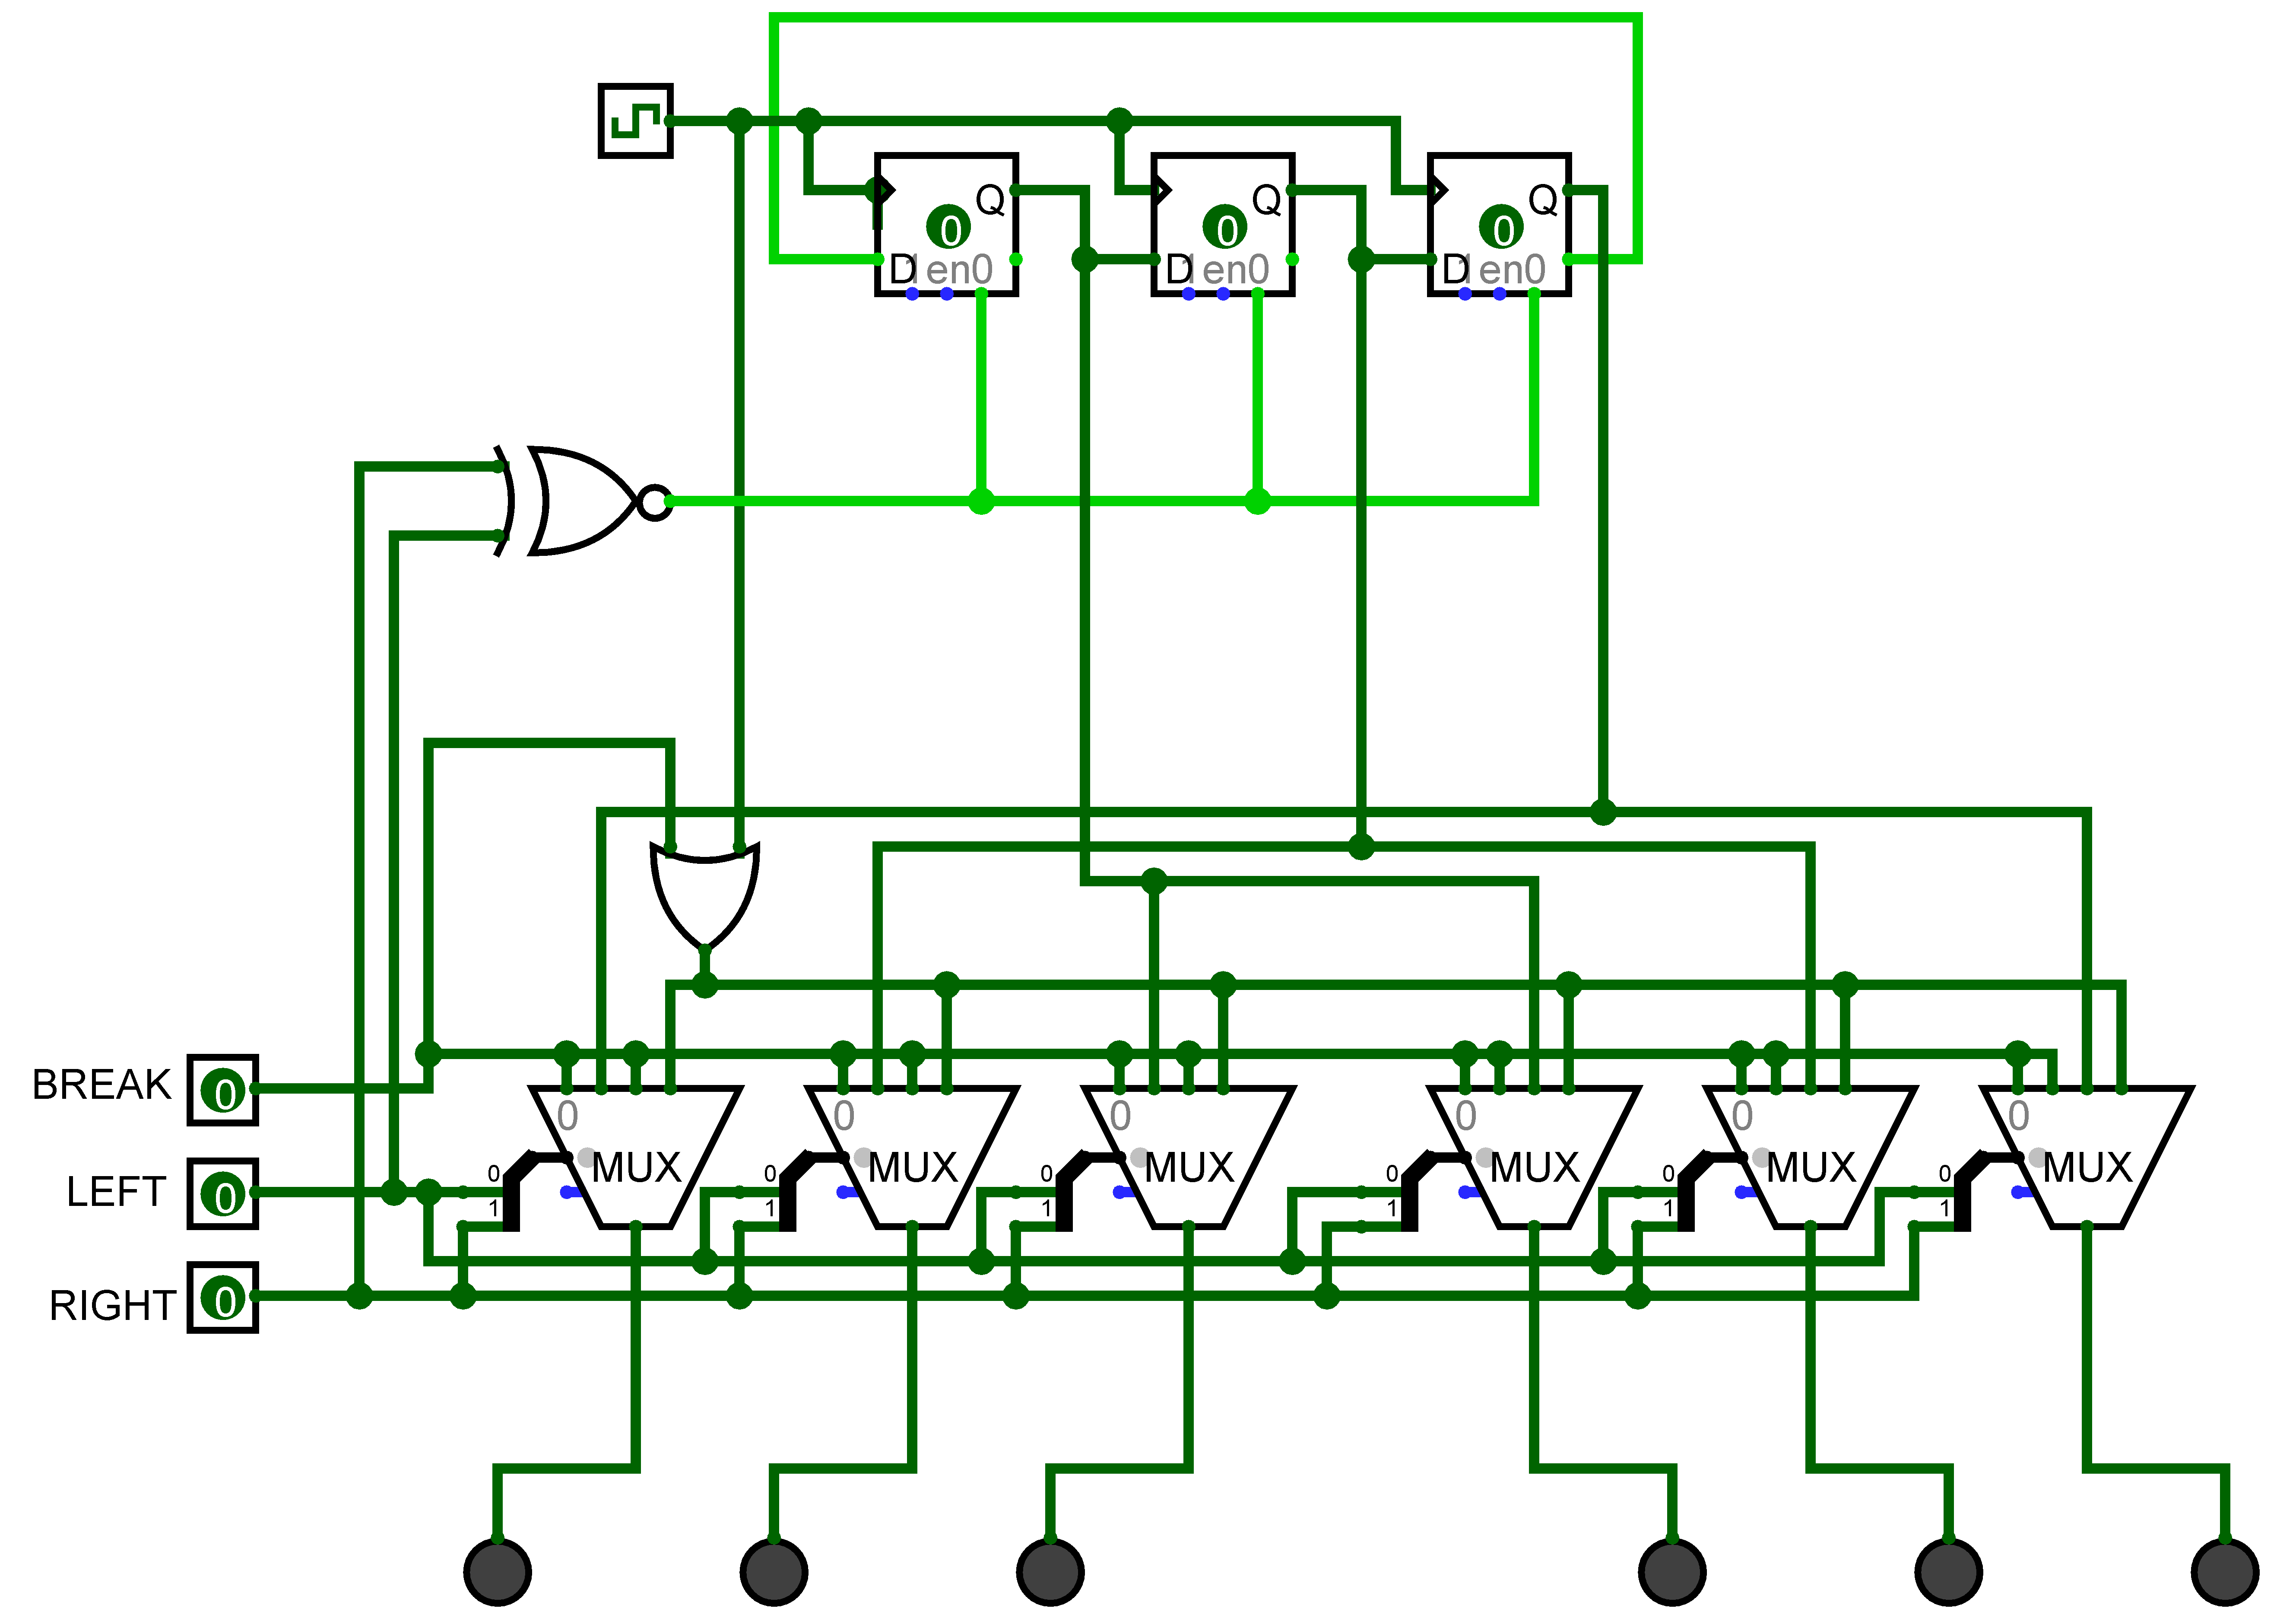 Q Q Q
0 0 0
D 1 en 0 D 1 en 0 D 1 en 0
BREAK 0
0 0 0 0 0 0
MUX MUX MUX MUX MUX MUX
0 0 0 0 0 0
LEFT 0
1 1 1 1 1 1
RIGHT 0